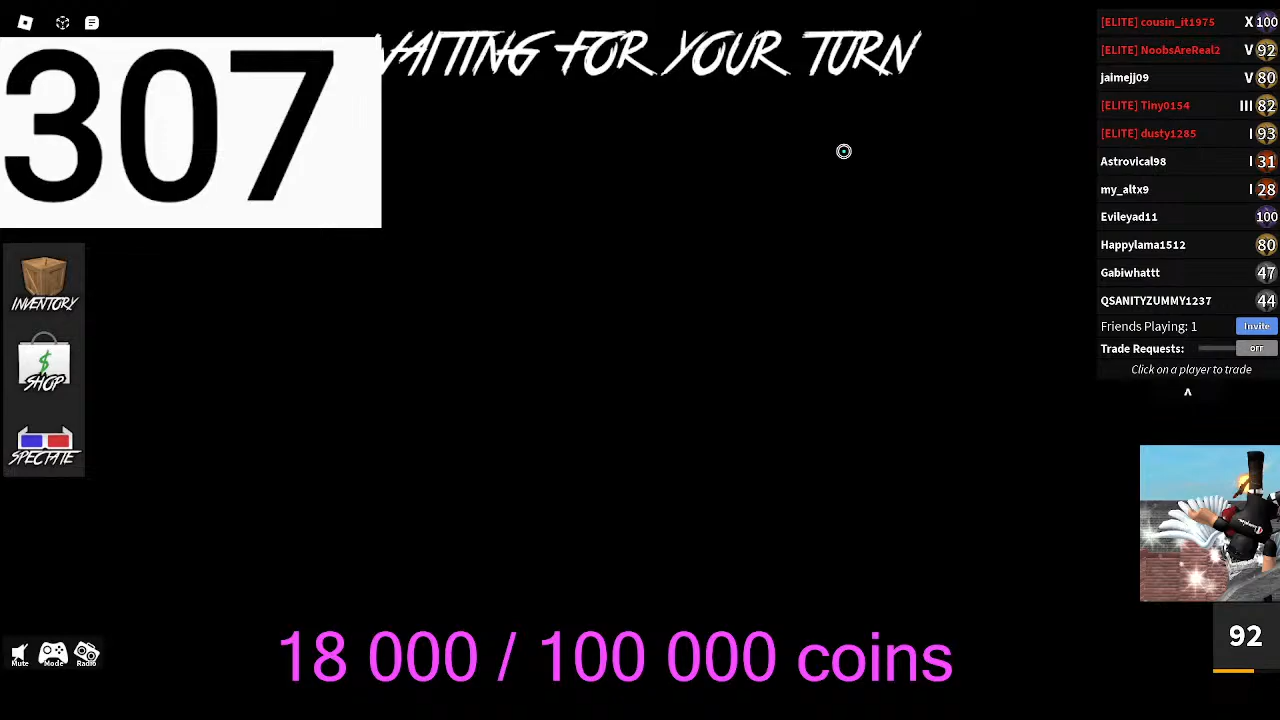 WAITING FOR YOUR TURN
307
INVENTORY
$
SHOP
SPECTATE
[ELITE] cousin_it1975 X 100
[ELITE] NoobsAreReal2 V 92
jaimejj09 V 80
[ELITE] Tiny0154 III 82
[ELITE] dusty1285 I 93
Astrovical98 I 31
my_altx9 I 28
Evileyad11 100
Happylama1512 80
Gabiwhattt 47
QSANITYZUMMY1237 44
Friends Playing: 1 Invite
Trade Requests: OFF
Click on a player to trade
Mute Mode Radio
18 000 / 100 000 coins
92